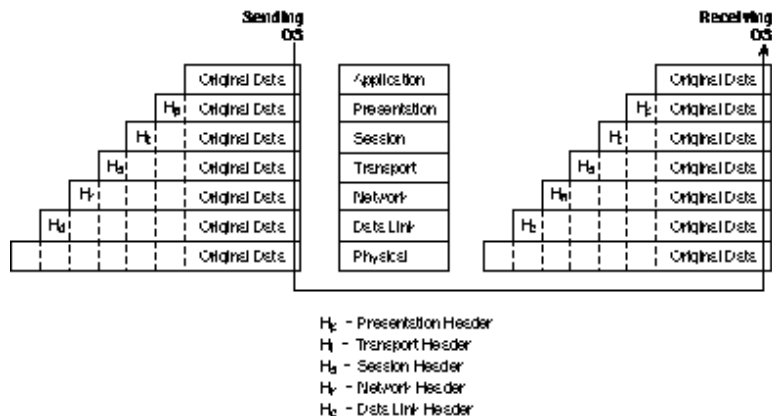 Sending
OS
Receiving
OS
Original Data
Application
Original Data
Original Data
Presentation
Original Data
Original Data
Session
Original Data
Original Data
Transport
Original Data
Original Data
Network
Original Data
Original Data
Data Link
Original Data
Original Data
Physical
Original Data
- Presentation Header
- Transport Header
- Session Header
- Network Header
- Data Link Header